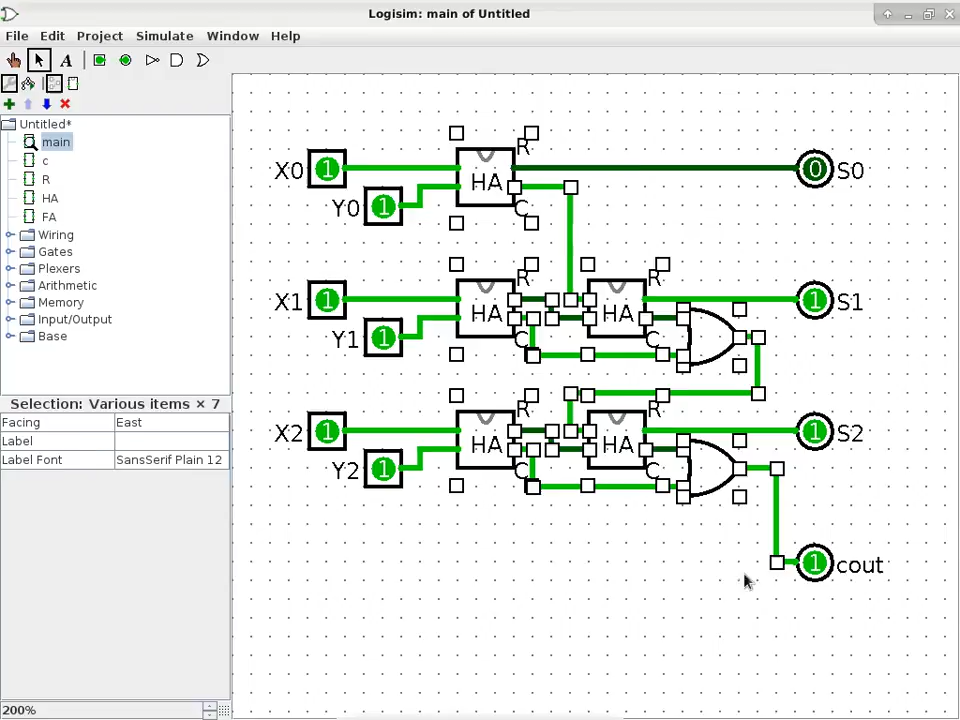 Logisim: main of Untitled
File Edit Project Simulate Window Help
A
Untitled*
main
c
R
HA
FA
Wiring
Gates
Plexers
Arithmetic
Memory
Input/Output
Base
Selection: Various items × 7
Facing East
Label
Label Font SansSerif Plain 12
200%
R
X0 1 HA 0 S0
Y0 1 C
R R
X1 1 HA HA 1 S1
Y1 1 C C
R R
X2 1 HA HA 1 S2
Y2 1 C C
1 cout